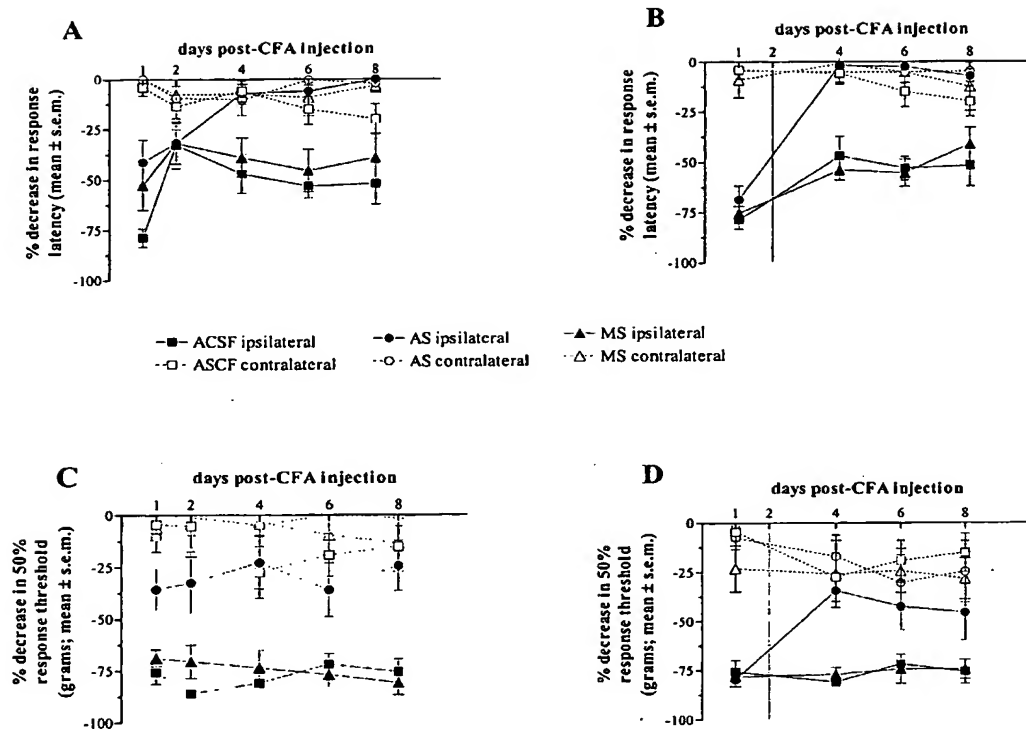 A
days post-CFA injection
1 2 4 6 8
0
-25
-50
-75
-100
% decrease in response
latency (mean ± s.e.m.)
B
days post-CFA injection
1 2 4 6 8
0
-25
-50
-75
-100
% decrease in response
latency (mean ± s.e.m.)
ACSF ipsilateral
AS ipsilateral
MS ipsilateral
ASCF contralateral
AS contralateral
MS contralateral
C
days post-CFA injection
1 2 4 6 8
0
-25
-50
-75
-100
% decrease in 50%
response threshold
(grams; mean ± s.e.m.)
D
days post-CFA injection
1 2 4 6 8
0
-25
-50
-75
-100
% decrease in 50%
response threshold
(grams; mean ± s.e.m.)